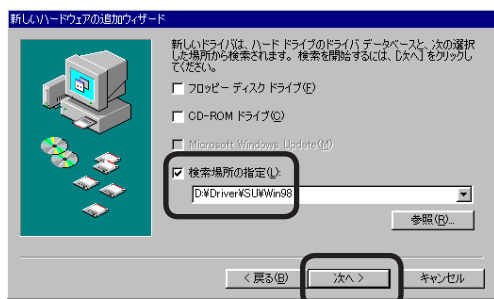 新しいハードウェアの追加ウィザード
新しいドライバは、ハード ドライブのドライバ データベースと、次の選択
した場所から検索されます。検索を開始するには、[次へ] をクリックし
てください。
フロッピー ディスク ドライブ(F)
CD-ROM ドライブ(C)
Microsoft Windows Update(M)
検索場所の指定(L):
D:¥Driver¥SU¥Win98
参照(R)...
< 戻る(B)
次へ >
キャンセル